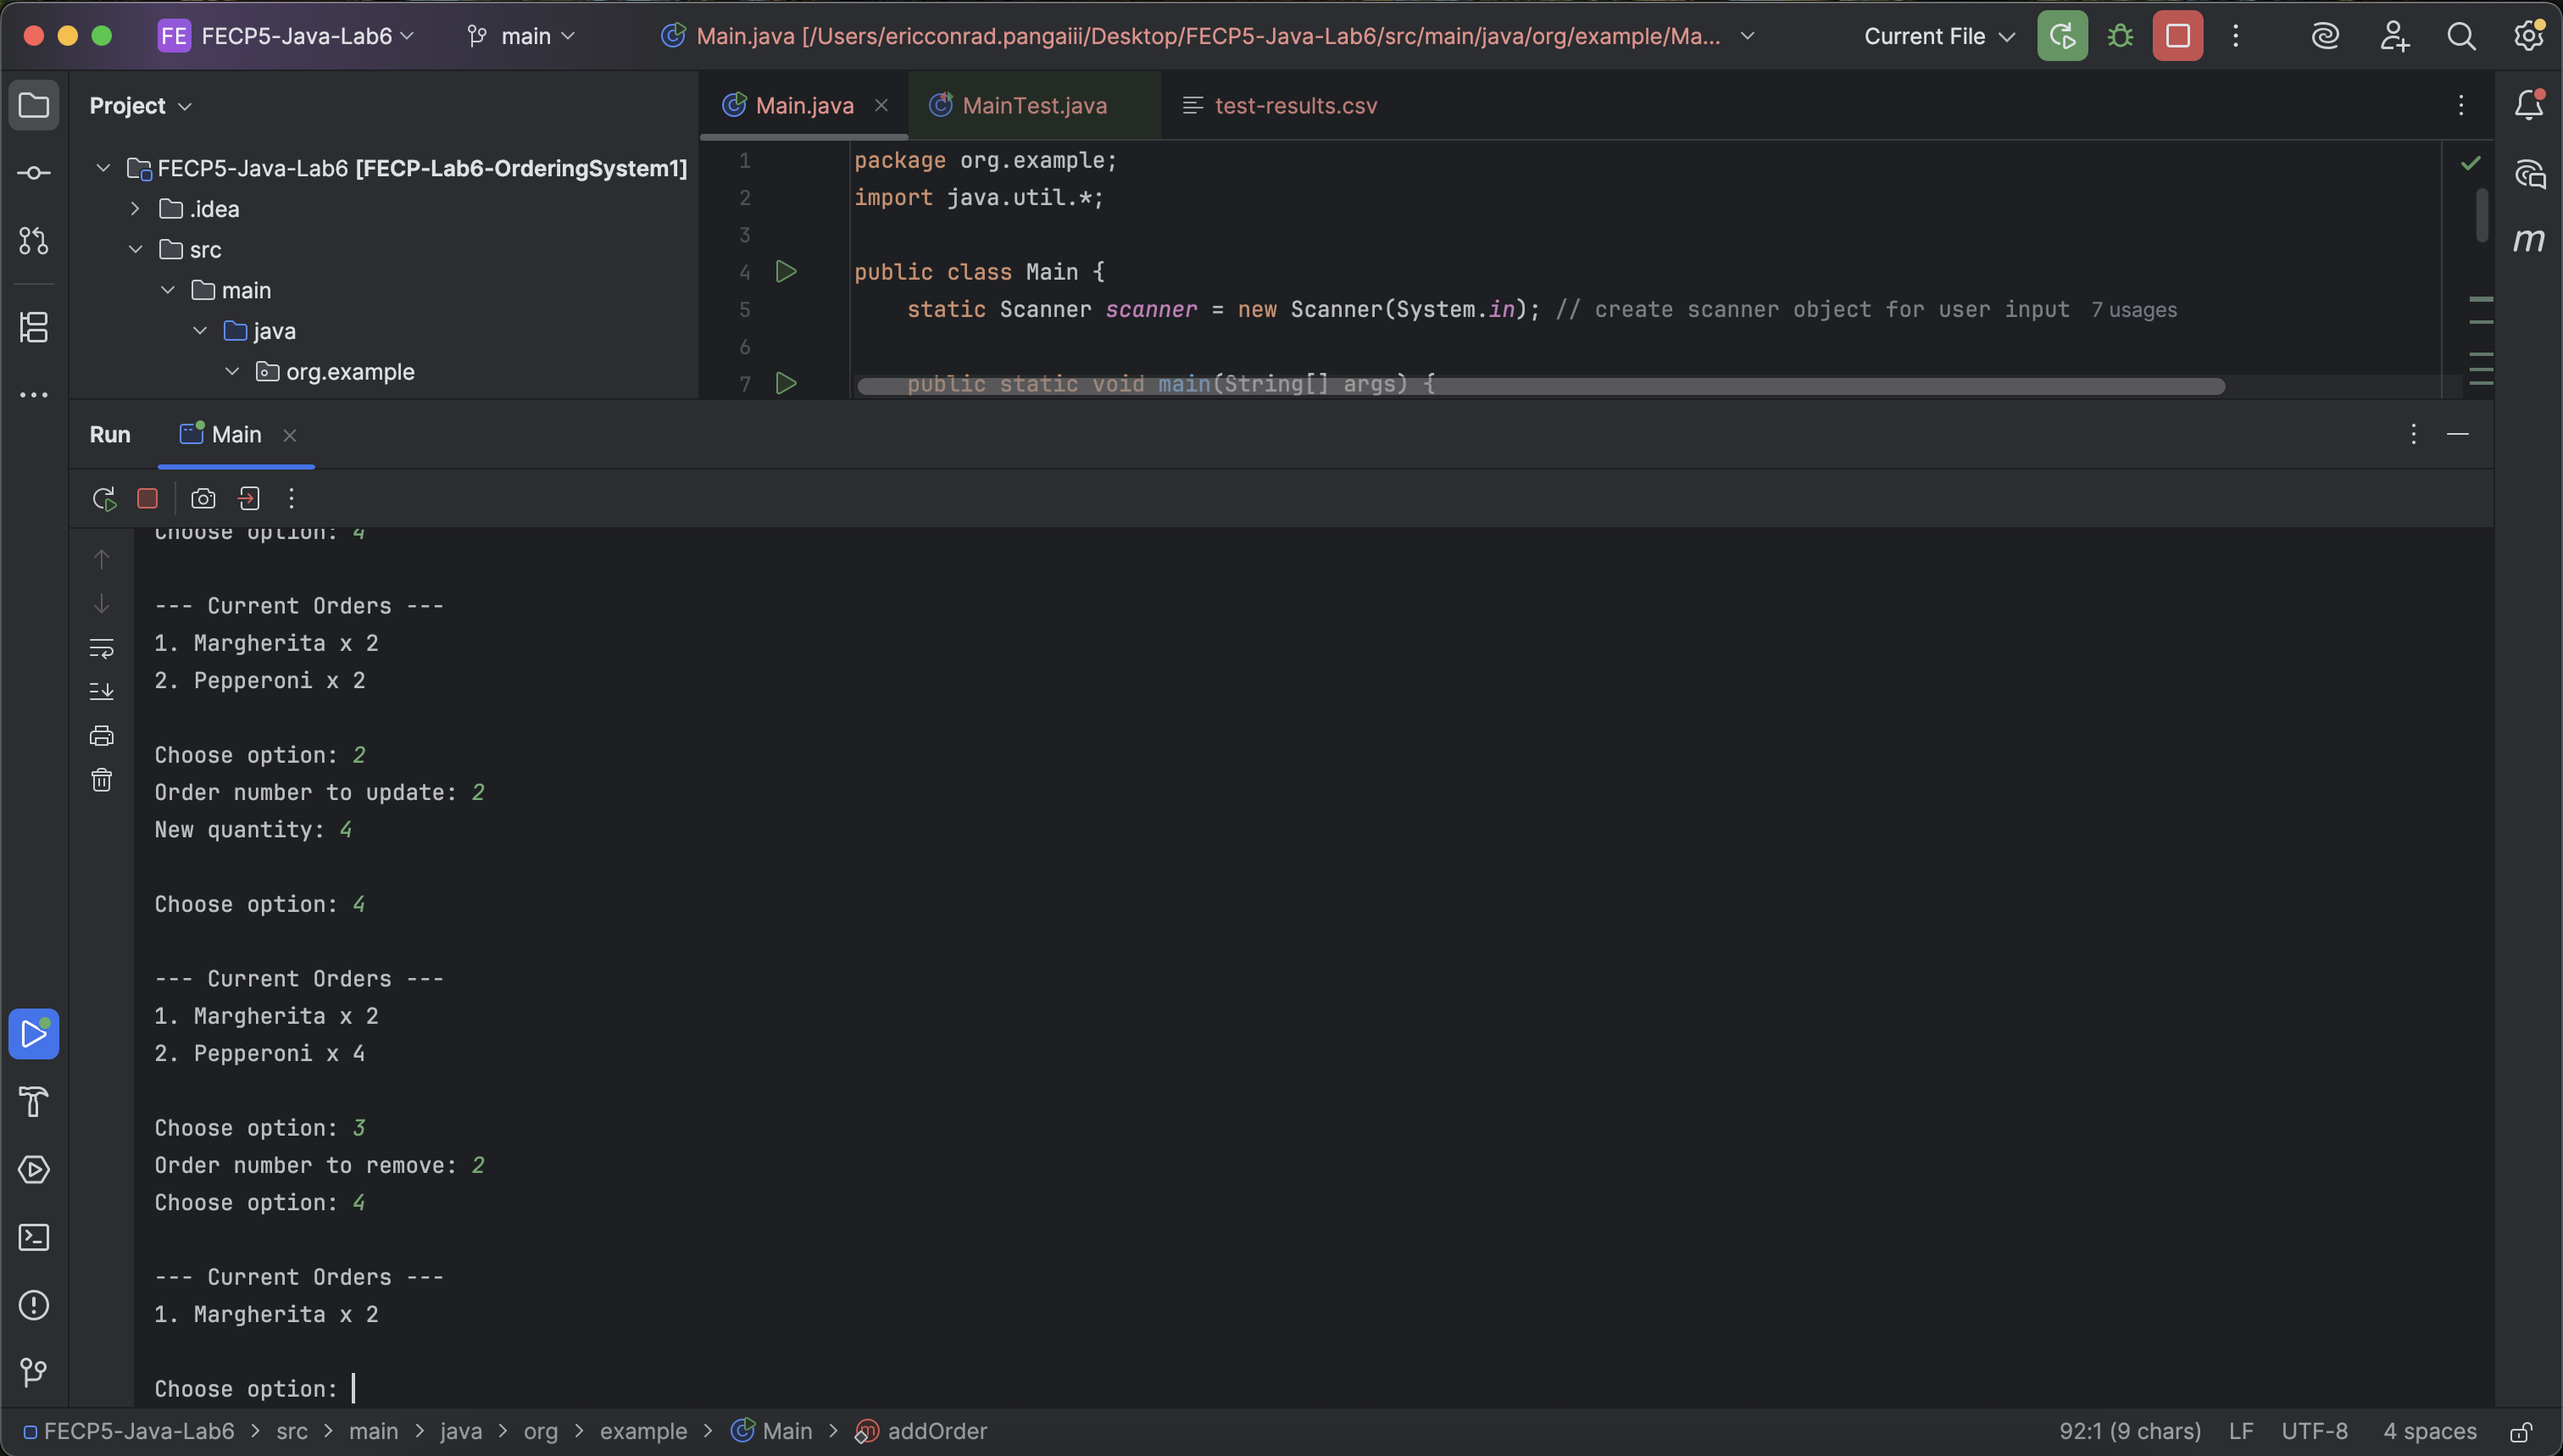 FE FECP5-Java-Lab6 main Main.java [/Users/ericconrad.pangaiii/Desktop/FECP5-Java-Lab6/src/main/java/org/example/Ma... Current File
Project
Main.java
MainTest.java
test-results.csv
FECP5-Java-Lab6 [FECP-Lab6-OrderingSystem1]
.idea
src
main
java
org.example
1 package org.example;
2 import java.util.*;
3
4 public class Main {
5 static Scanner scanner = new Scanner(System.in); // create scanner object for user input 7 usages
6
7 public static void main(String[] args) {
m
Run Main
Choose option: 4
--- Current Orders ---
1. Margherita x 2
2. Pepperoni x 2
Choose option: 2
Order number to update: 2
New quantity: 4
Choose option: 4
--- Current Orders ---
1. Margherita x 2
2. Pepperoni x 4
Choose option: 3
Order number to remove: 2
Choose option: 4
--- Current Orders ---
1. Margherita x 2
Choose option:
FECP5-Java-Lab6 > src > main > java > org > example > Main > addOrder 92:1 (9 chars) LF UTF-8 4 spaces